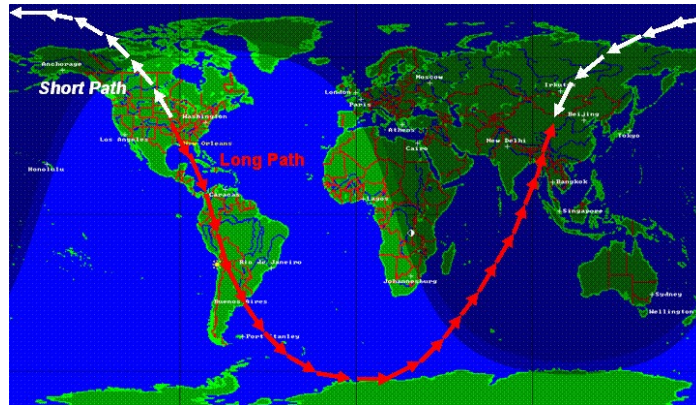 Anchorage
Short Path
Washington
Los Angeles
New Orleans
Long Path
Honolulu
Caracas
Rio de Janeiro
Buenos Aires
Port Stanley
London
Paris
Moscow
Athens
Cairo
Lagos
Johannesburg
Irkutsk
Beijing
Tokyo
New Delhi
Bangkok
Singapore
Sydney
Wellington